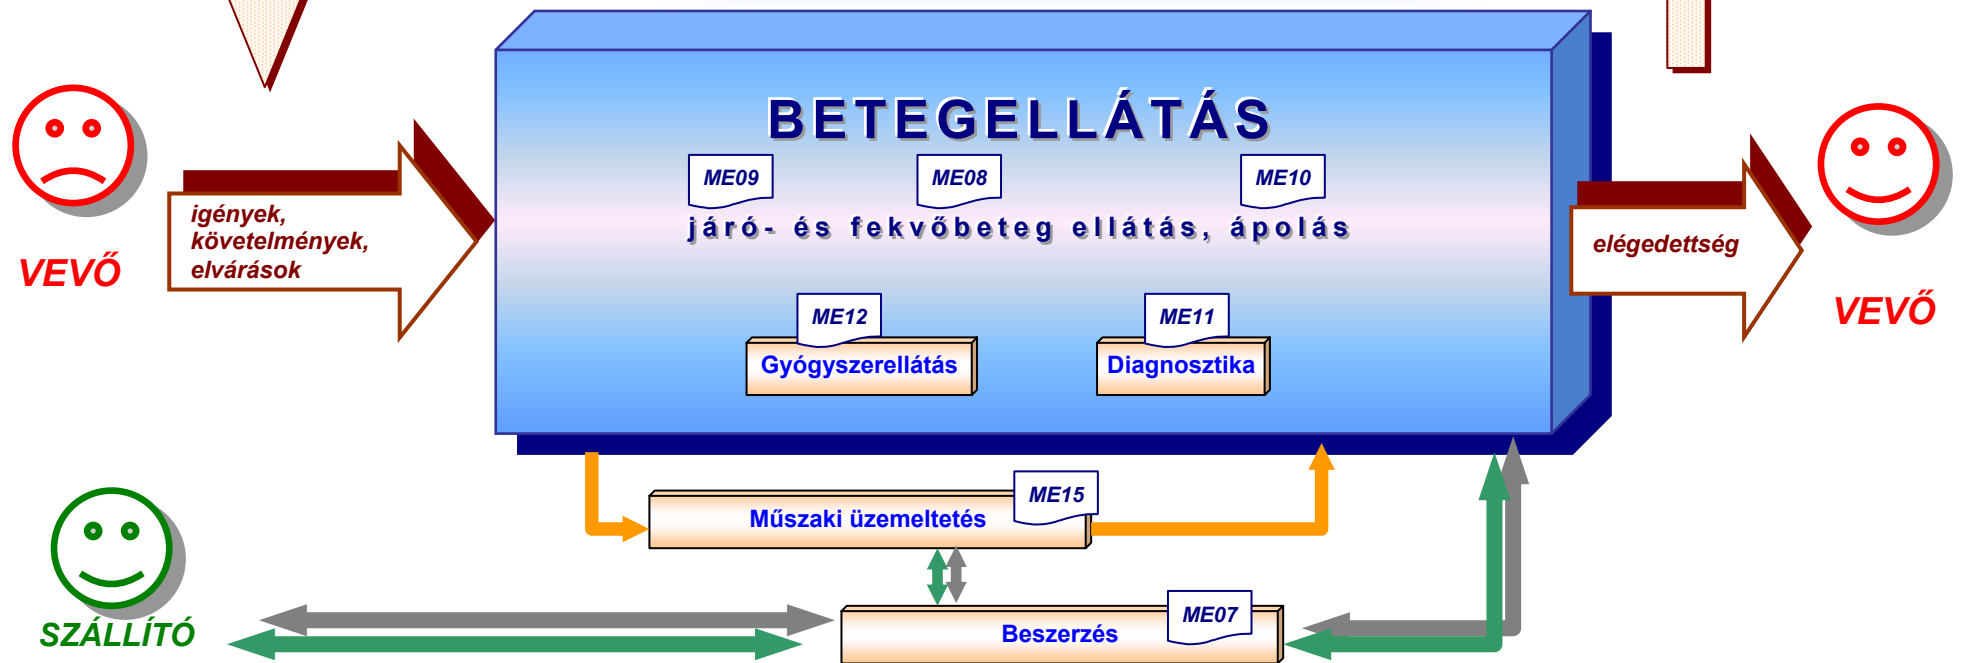 BETEGELLÁTÁS
ME09
ME08
ME10
járó- és fekvőbeteg ellátás, ápolás
igények,
követelmények,
elvárások
VEVŐ
elégedettség
VEVŐ
ME12
ME11
Gyógyszerellátás
Diagnosztika
ME15
Műszaki üzemeltetés
ME07
Beszerzés
SZÁLLÍTÓ